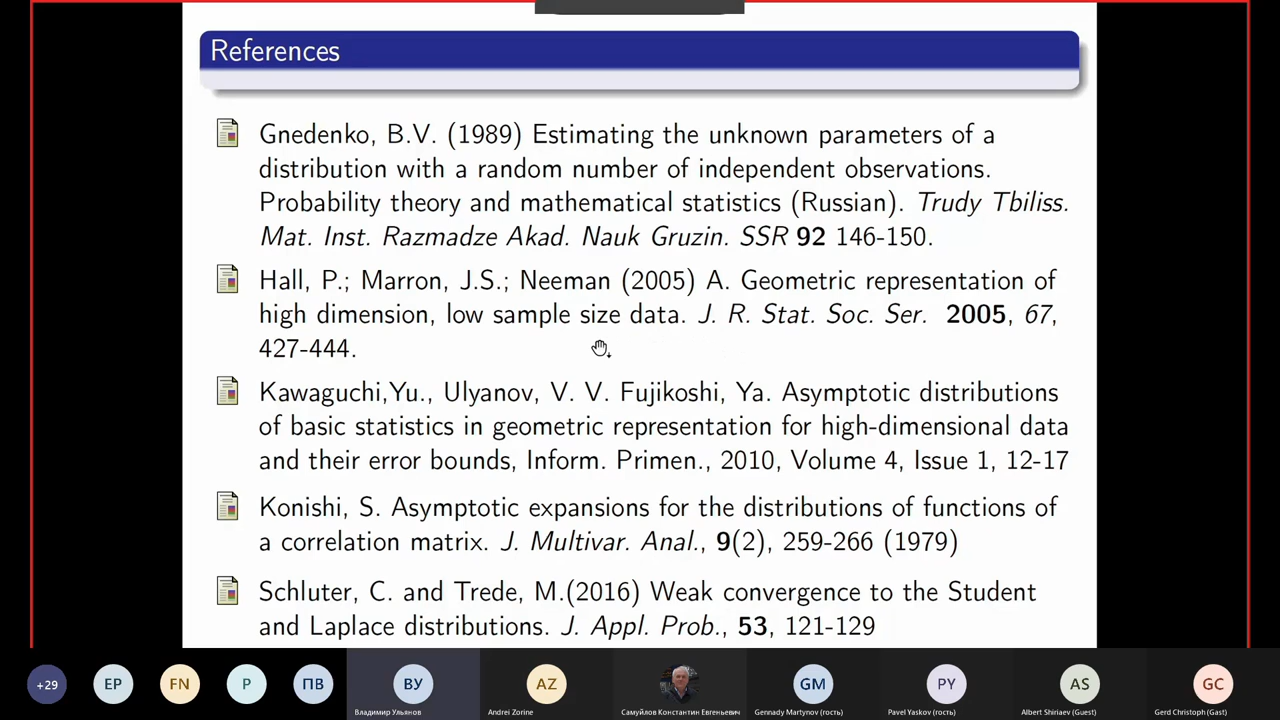 References
Gnedenko, B.V. (1989) Estimating the unknown parameters of a
distribution with a random number of independent observations.
Probability theory and mathematical statistics (Russian). Trudy Tbiliss.
Mat. Inst. Razmadze Akad. Nauk Gruzin. SSR 92 146-150.
Hall, P.; Marron, J.S.; Neeman (2005) A. Geometric representation of
high dimension, low sample size data. J. R. Stat. Soc. Ser. 2005, 67,
427-444.
Kawaguchi,Yu., Ulyanov, V. V. Fujikoshi, Ya. Asymptotic distributions
of basic statistics in geometric representation for high-dimensional data
and their error bounds, Inform. Primen., 2010, Volume 4, Issue 1, 12-17
Konishi, S. Asymptotic expansions for the distributions of functions of
a correlation matrix. J. Multivar. Anal., 9(2), 259-266 (1979)
Schluter, C. and Trede, M.(2016) Weak convergence to the Student
and Laplace distributions. J. Appl. Prob., 53, 121-129
+29 EP FN P ПВ ВУ AZ GM PY AS GC
Владимир Ульянов Andrei Zorine Самуйлов Константин Евгеньевич Gennady Martynov (гость) Pavel Yaskov (гость) Albert Shiriaev (Guest) Gerd Christoph (Gast)